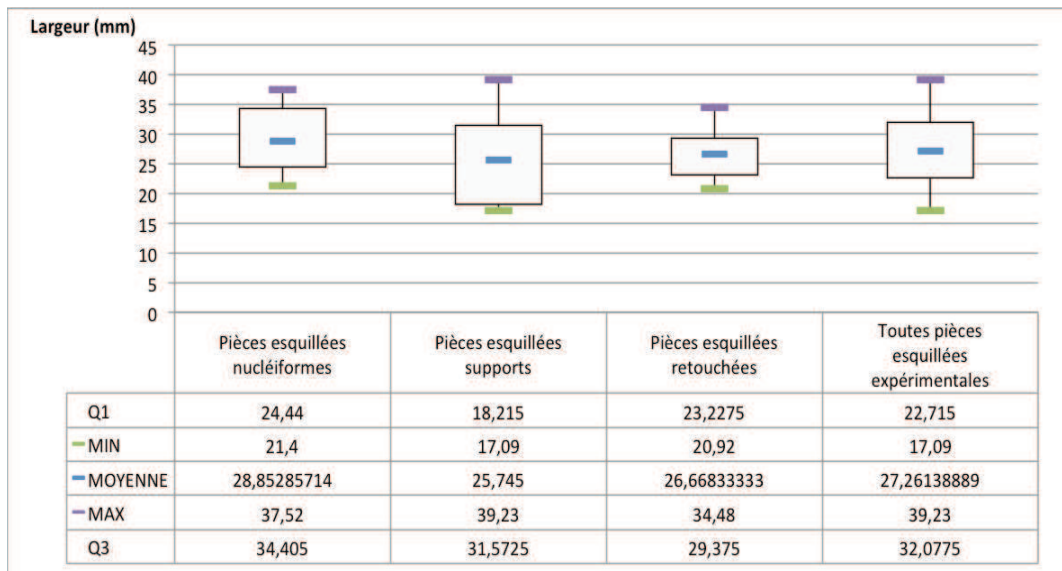 Largeur (mm)
45
40
35
30
25
20
15
10
5
0
Pièces esquillées nucléiformes
Pièces esquillées supports
Pièces esquillées retouchées
Toutes pièces esquillées expérimentales
Q1 24,44 18,215 23,2275 22,715
MIN 21,4 17,09 20,92 17,09
MOYENNE 28,85285714 25,745 26,66833333 27,26138889
MAX 37,52 39,23 34,48 39,23
Q3 34,405 31,5725 29,375 32,0775